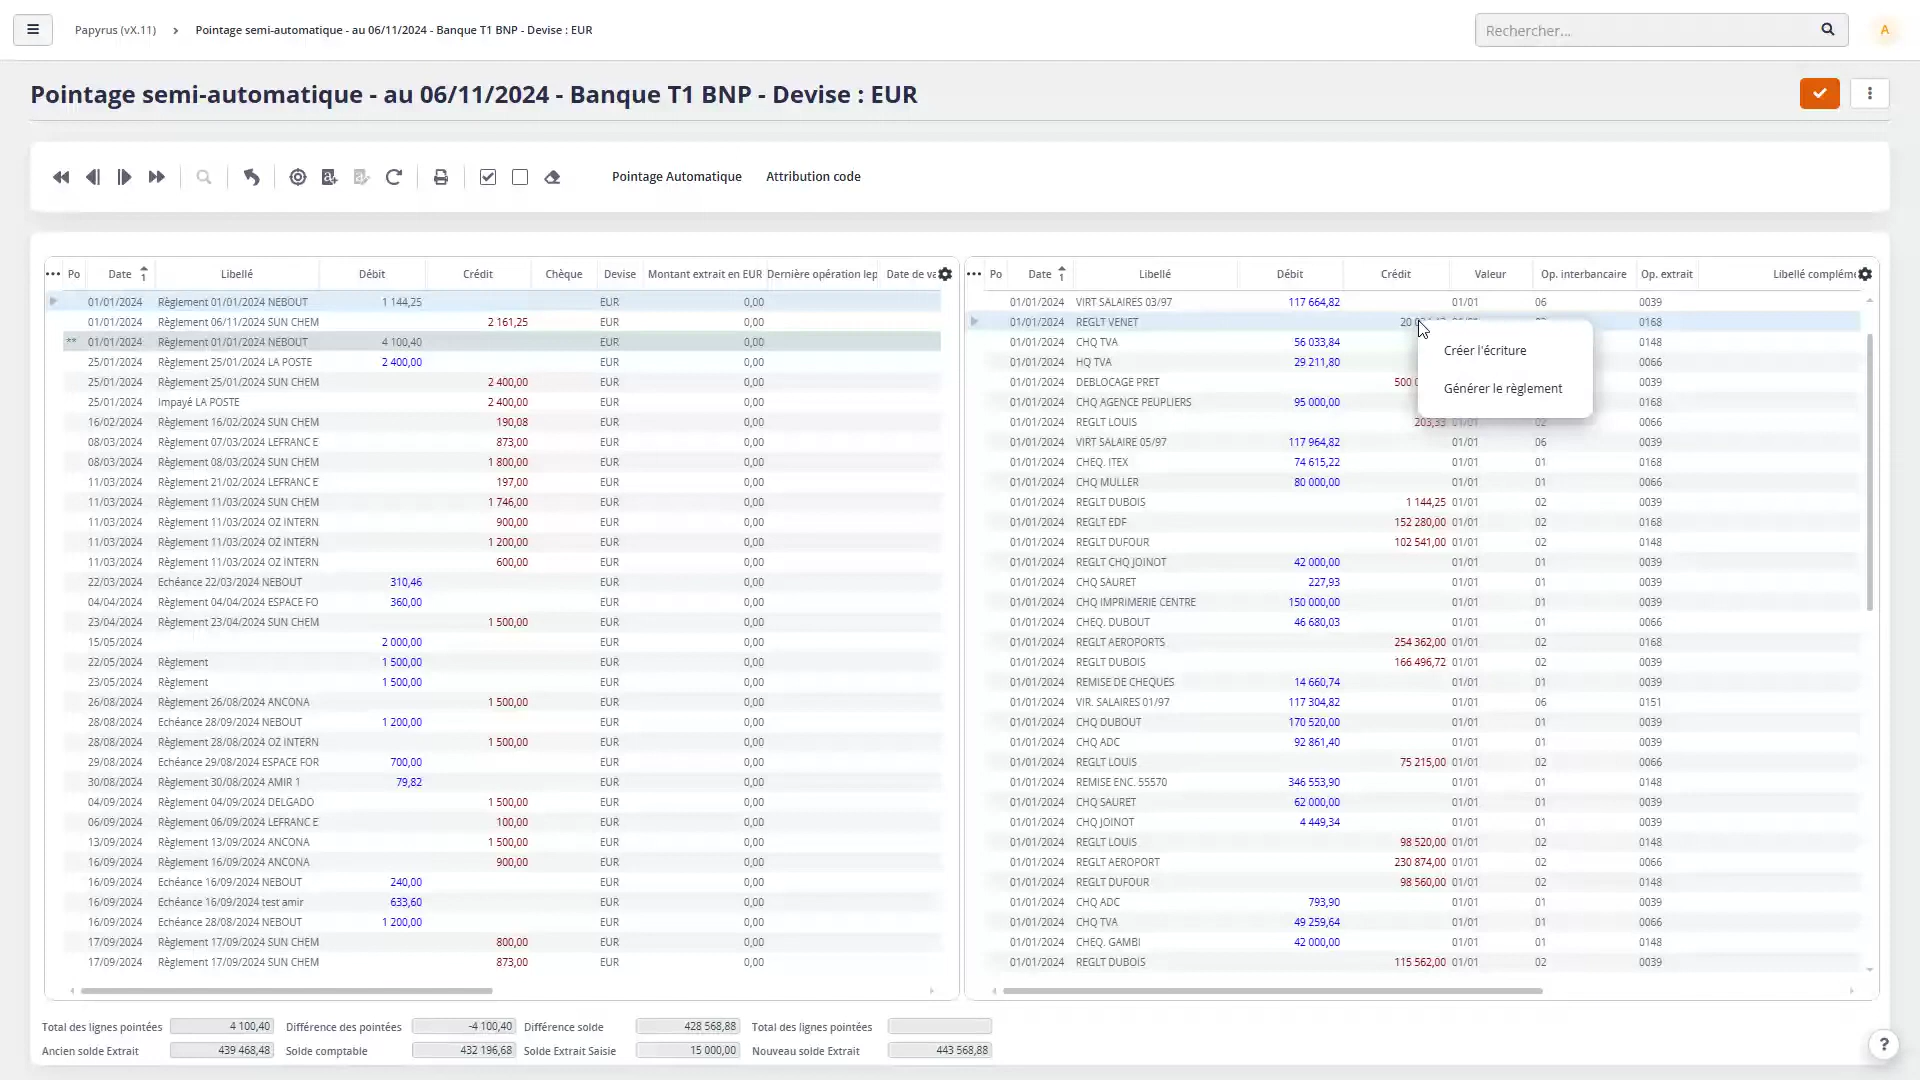 Papyrus (vX.11) › Pointage semi-automatique - au 06/11/2024 - Banque T1 BNP - Devise : EUR
Rechercher...
A
Pointage semi-automatique - au 06/11/2024 - Banque T1 BNP - Devise : EUR
Pointage Automatique Attribution code
Po Date 1 Libellé Débit Crédit Chèque Devise Montant extrait en EUR Dernière opération lep Date de va
01/01/2024 Règlement 01/01/2024 NEBOUT 1 144,25 EUR 0,00
01/01/2024 Règlement 06/11/2024 SUN CHEM 2 161,25 EUR 0,00
** 01/01/2024 Règlement 01/01/2024 NEBOUT 4 100,40 EUR 0,00
25/01/2024 Règlement 25/01/2024 LA POSTE 2 400,00 EUR 0,00
25/01/2024 Règlement 25/01/2024 SUN CHEM 2 400,00 EUR 0,00
25/01/2024 Impayé LA POSTE 2 400,00 EUR 0,00
16/02/2024 Règlement 16/02/2024 SUN CHEM 190,08 EUR 0,00
08/03/2024 Règlement 07/03/2024 LEFRANC E 873,00 EUR 0,00
08/03/2024 Règlement 08/03/2024 SUN CHEM 1 800,00 EUR 0,00
11/03/2024 Règlement 21/02/2024 LEFRANC E 197,00 EUR 0,00
11/03/2024 Règlement 11/03/2024 SUN CHEM 1 746,00 EUR 0,00
11/03/2024 Règlement 11/03/2024 OZ INTERN 900,00 EUR 0,00
11/03/2024 Règlement 11/03/2024 OZ INTERN 1 200,00 EUR 0,00
11/03/2024 Règlement 11/03/2024 OZ INTERN 600,00 EUR 0,00
22/03/2024 Echéance 22/03/2024 NEBOUT 310,46 EUR 0,00
04/04/2024 Règlement 04/04/2024 ESPACE FO 360,00 EUR 0,00
23/04/2024 Règlement 23/04/2024 SUN CHEM 1 500,00 EUR 0,00
15/05/2024 2 000,00 EUR 0,00
22/05/2024 Règlement 1 500,00 EUR 0,00
23/05/2024 Règlement 1 500,00 EUR 0,00
26/08/2024 Règlement 26/08/2024 ANCONA 1 500,00 EUR 0,00
28/08/2024 Echéance 28/09/2024 NEBOUT 1 200,00 EUR 0,00
28/08/2024 Règlement 28/08/2024 OZ INTERN 1 500,00 EUR 0,00
29/08/2024 Echéance 29/08/2024 ESPACE FOR 700,00 EUR 0,00
30/08/2024 Règlement 30/08/2024 AMIR 1 79,82 EUR 0,00
04/09/2024 Règlement 04/09/2024 DELGADO 1 500,00 EUR 0,00
06/09/2024 Règlement 06/09/2024 LEFRANC E 100,00 EUR 0,00
13/09/2024 Règlement 13/09/2024 ANCONA 1 500,00 EUR 0,00
16/09/2024 Règlement 16/09/2024 ANCONA 900,00 EUR 0,00
16/09/2024 Echéance 16/09/2024 NEBOUT 240,00 EUR 0,00
16/09/2024 Echéance 16/09/2024 test amir 633,60 EUR 0,00
16/09/2024 Echéance 28/08/2024 NEBOUT 1 200,00 EUR 0,00
17/09/2024 Règlement 17/09/2024 SUN CHEM 800,00 EUR 0,00
17/09/2024 Règlement 17/09/2024 SUN CHEM 873,00 EUR 0,00
Po Date 1 Libellé Débit Crédit Valeur Op. interbancaire Op. extrait Libellé compléme
01/01/2024 VIRT SALAIRES 03/97 117 664,82 01/01 06 0039
01/01/2024 REGLT VENET 20 0168
01/01/2024 CHQ TVA 56 033,84 0148
01/01/2024 HQ TVA 29 211,80 0066
01/01/2024 DEBLOCAGE PRET 500 0039
01/01/2024 CHQ AGENCE PEUPLIERS 95 000,00 0168
01/01/2024 REGLT LOUIS 203,33 01/01 02 0066
01/01/2024 VIRT SALAIRE 05/97 117 964,82 01/01 06 0039
01/01/2024 CHEQ. ITEX 74 615,22 01/01 01 0168
01/01/2024 CHQ MULLER 80 000,00 01/01 01 0066
01/01/2024 REGLT DUBOIS 1 144,25 01/01 02 0039
01/01/2024 REGLT EDF 152 280,00 01/01 02 0168
01/01/2024 REGLT DUFOUR 102 541,00 01/01 02 0148
01/01/2024 REGLT CHQ JOINOT 42 000,00 01/01 01 0039
01/01/2024 CHQ SAURET 227,93 01/01 01 0039
01/01/2024 CHQ IMPRIMERIE CENTRE 150 000,00 01/01 01 0039
01/01/2024 CHEQ. DUBOUT 46 680,03 01/01 01 0066
01/01/2024 REGLT AEROPORTS 254 362,00 01/01 02 0168
01/01/2024 REGLT DUBOIS 166 496,72 01/01 02 0039
01/01/2024 REMISE DE CHEQUES 14 660,74 01/01 01 0039
01/01/2024 VIR. SALAIRES 01/97 117 304,82 01/01 06 0151
01/01/2024 CHQ DUBOUT 170 520,00 01/01 01 0039
01/01/2024 CHQ ADC 92 861,40 01/01 01 0039
01/01/2024 REGLT LOUIS 75 215,00 01/01 02 0066
01/01/2024 REMISE ENC. 55570 346 553,90 01/01 01 0148
01/01/2024 CHQ SAURET 62 000,00 01/01 01 0039
01/01/2024 CHQ JOINOT 4 449,34 01/01 01 0039
01/01/2024 REGLT LOUIS 98 520,00 01/01 02 0148
01/01/2024 REGLT AEROPORT 230 874,00 01/01 02 0066
01/01/2024 REGLT DUFOUR 98 560,00 01/01 02 0148
01/01/2024 CHQ ADC 793,90 01/01 01 0039
01/01/2024 CHQ TVA 49 259,64 01/01 01 0066
01/01/2024 CHEQ. GAMBI 42 000,00 01/01 01 0148
01/01/2024 REGLT DUBOIS 115 562,00 01/01 02 0039
Créer l'écriture
Générer le règlement
Total des lignes pointées 4 100,40 Différence des pointées -4 100,40 Différence solde 428 568,88 Total des lignes pointées
Ancien solde Extrait 439 468,48 Solde comptable 432 196,68 Solde Extrait Saisie 15 000,00 Nouveau solde Extrait 443 568,88
?